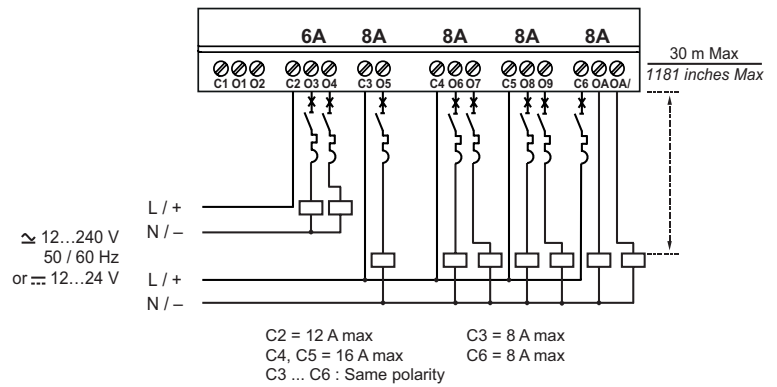 6A 8A 8A 8A 8A
C1 O1 O2 C2 O3 O4 C3 O5 C4 O6 O7 C5 O8 O9 C6 OA OA/
30 m Max
1181 inches Max
L / +
N / –
≃ 12...240 V
50 / 60 Hz
or ⎓ 12...24 V
L / +
N / –
C2 = 12 A max C3 = 8 A max
C4, C5 = 16 A max C6 = 8 A max
C3 ... C6 : Same polarity